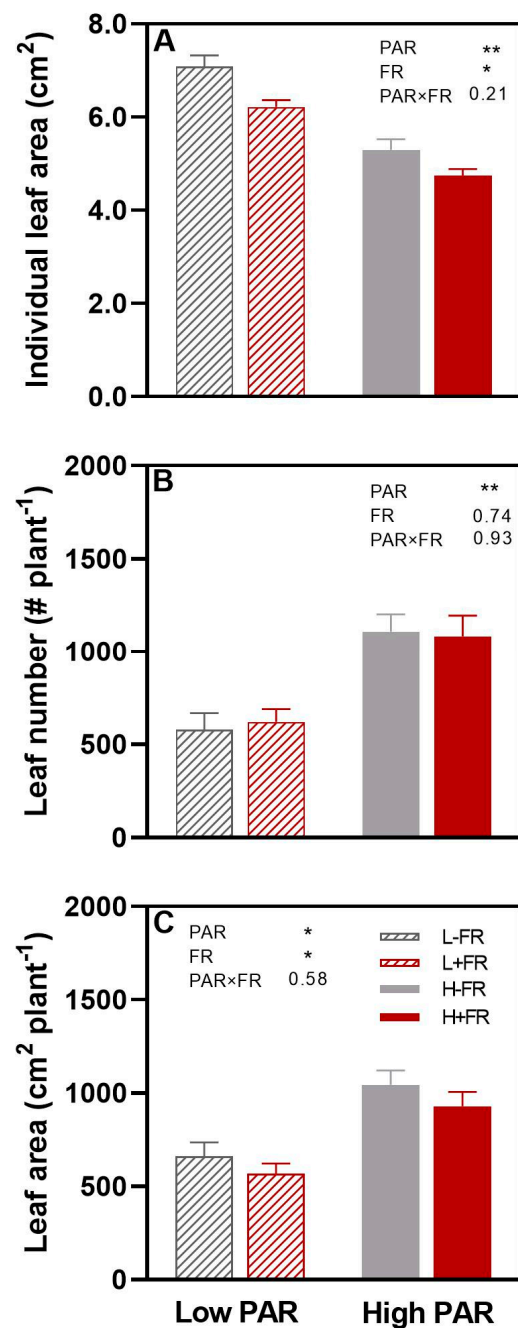 A
Individual leaf area (cm²)
8.0
6.0
4.0
2.0
0.0
PAR **
FR *
PAR×FR 0.21
B
Leaf number (# plant⁻¹)
2000
1500
1000
500
0
PAR **
FR 0.74
PAR×FR 0.93
C
Leaf area (cm² plant⁻¹)
2000
1500
1000
500
0
PAR *
FR *
PAR×FR 0.58
L-FR
L+FR
H-FR
H+FR
Low PAR High PAR